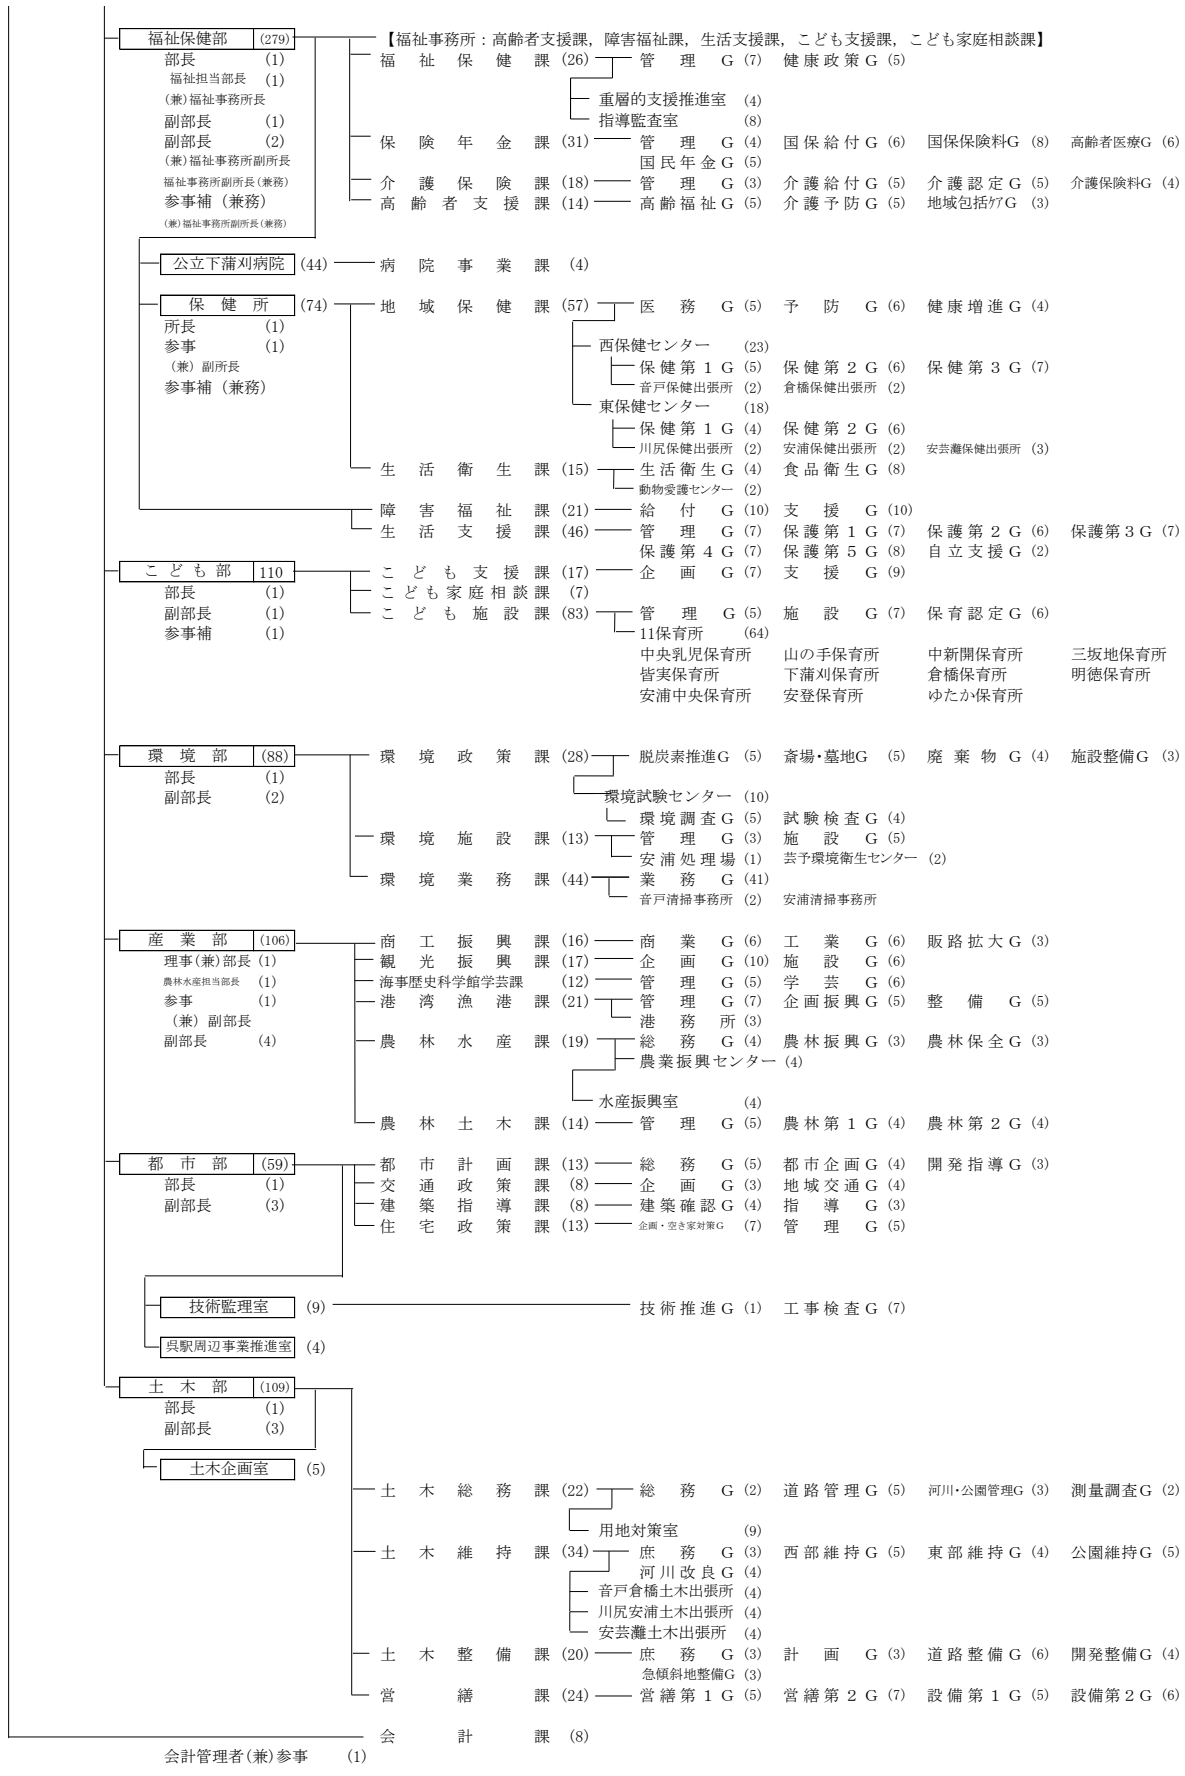 福祉保健部 (279) 【福祉事務所：高齢者支援課，障害福祉課，生活支援課，こども支援課，こども家庭相談課】
部長 (1) 福祉保健課 (26) 管理G (7) 健康政策G (5)
福祉担当部長 (1)
(兼)福祉事務所長 重層的支援推進室 (4)
副部長 (1) 指導監査室 (8)
副部長 (2) 保険年金課 (31) 管理G (4) 国保給付G (6) 国保保険料G (8) 高齢者医療G (6)
(兼)福祉事務所副所長 国民年金G (5)
福祉事務所副所長(兼務) 介護保険課 (18) 管理G (3) 介護給付G (5) 介護認定G (5) 介護保険料G (4)
参事補（兼務） 高齢者支援課 (14) 高齢福祉G (5) 介護予防G (5) 地域包括ｹｱG (3)
(兼)福祉事務所副所長(兼務)
公立下蒲刈病院 (44) 病院事業課 (4)
保健所 (74) 地域保健課 (57) 医務G (5) 予防G (6) 健康増進G (4)
所長 (1)
参事 (1) 西保健センター (23)
（兼）副所長 保健第１G (5) 保健第２G (6) 保健第３G (7)
参事補（兼務） 音戸保健出張所 (2) 倉橋保健出張所 (2)
東保健センター (18)
保健第１G (4) 保健第２G (6)
川尻保健出張所 (2) 安浦保健出張所 (2) 安芸灘保健出張所 (3)
生活衛生課 (15) 生活衛生G (4) 食品衛生G (8)
動物愛護センター (2)
障害福祉課 (21) 給付G (10) 支援G (10)
生活支援課 (46) 管理G (7) 保護第１G (7) 保護第２G (6) 保護第３G (7)
保護第４G (7) 保護第５G (8) 自立支援G (2)
こども部 110 こども支援課 (17) 企画G (7) 支援G (9)
部長 (1) こども家庭相談課 (7)
副部長 (1) こども施設課 (83) 管理G (5) 施設G (7) 保育認定G (6)
参事補 (1) 11保育所 (64)
中央乳児保育所 山の手保育所 中新開保育所 三坂地保育所
皆実保育所 下蒲刈保育所 倉橋保育所 明徳保育所
安浦中央保育所 安登保育所 ゆたか保育所
環境部 (88) 環境政策課 (28) 脱炭素推進G (5) 斎場・墓地G (5) 廃棄物G (4) 施設整備G (3)
部長 (1)
副部長 (2) 環境試験センター (10)
環境調査G (5) 試験検査G (4)
環境施設課 (13) 管理G (3) 施設G (5)
安浦処理場 (1) 芸予環境衛生センター (2)
環境業務課 (44) 業務G (41)
音戸清掃事務所 (2) 安浦清掃事務所
産業部 (106) 商工振興課 (16) 商業G (6) 工業G (6) 販路拡大G (3)
理事(兼)部長 (1) 観光振興課 (17) 企画G (10) 施設G (6)
農林水産担当部長 (1) 海事歴史科学館学芸課 (12) 管理G (5) 学芸G (6)
参事 (1) 港湾漁港課 (21) 管理G (7) 企画振興G (5) 整備G (5)
（兼）副部長 港務所 (3)
副部長 (4) 農林水産課 (19) 総務G (4) 農林振興G (3) 農林保全G (3)
農業振興センター (4)
水産振興室 (4)
農林土木課 (14) 管理G (5) 農林第１G (4) 農林第２G (4)
都市部 (59) 都市計画課 (13) 総務G (5) 都市企画G (4) 開発指導G (3)
部長 (1) 交通政策課 (8) 企画G (3) 地域交通G (4)
副部長 (3) 建築指導課 (8) 建築確認G (4) 指導G (3)
住宅政策課 (13) 企画・空き家対策G (7) 管理G (5)
技術監理室 (9) 技術推進G (1) 工事検査G (7)
呉駅周辺事業推進室 (4)
土木部 (109)
部長 (1)
副部長 (3)
土木企画室 (5)
土木総務課 (22) 総務G (2) 道路管理G (5) 河川・公園管理G (3) 測量調査G (2)
用地対策室 (9)
土木維持課 (34) 庶務G (3) 西部維持G (5) 東部維持G (4) 公園維持G (5)
河川改良G (4)
音戸倉橋土木出張所 (4)
川尻安浦土木出張所 (4)
安芸灘土木出張所 (4)
土木整備課 (20) 庶務G (3) 計画G (3) 道路整備G (6) 開発整備G (4)
急傾斜地整備G (3)
営繕課 (24) 営繕第１G (5) 営繕第２G (7) 設備第１G (5) 設備第２G (6)
会計課 (8)
会計管理者(兼)参事 (1)